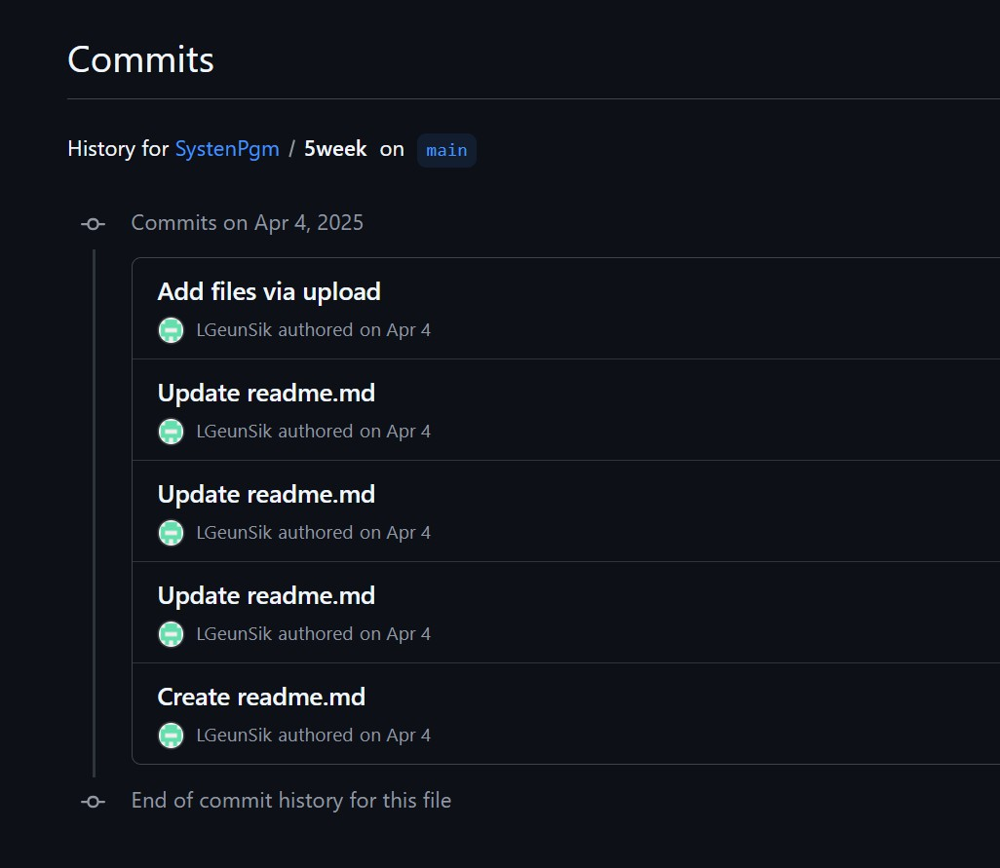 Commits
History for SystenPgm / 5week on main
Commits on Apr 4, 2025
Add files via upload
LGeunSik authored on Apr 4
Update readme.md
LGeunSik authored on Apr 4
Update readme.md
LGeunSik authored on Apr 4
Update readme.md
LGeunSik authored on Apr 4
Create readme.md
LGeunSik authored on Apr 4
End of commit history for this file